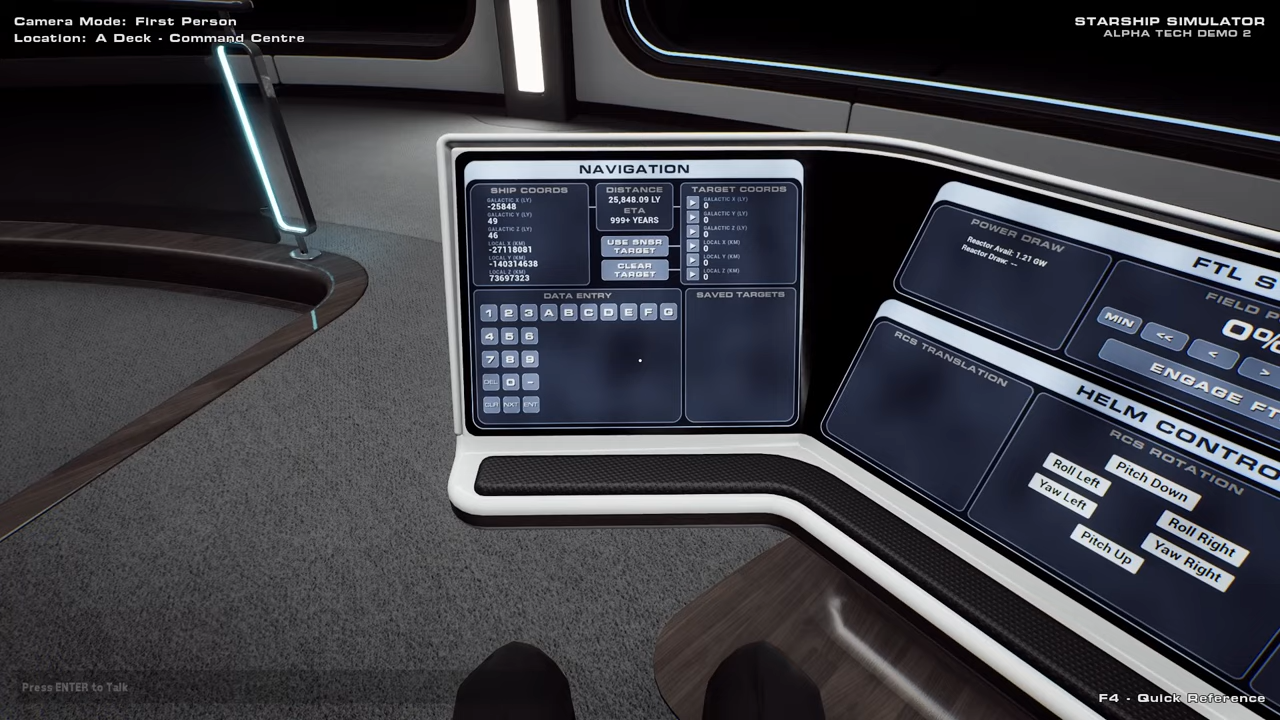 Camera Mode: First Person
Location: A Deck - Command Centre
STARSHIP SIMULATOR
ALPHA TECH DEMO 2
NAVIGATION
SHIP COORDS
GALACTIC X (LY)
-25848
GALACTIC Y (LY)
49
GALACTIC Z (LY)
46
LOCAL X (KM)
-27118081
LOCAL Y (KM)
-140314638
LOCAL Z (KM)
73697323
DISTANCE
25,848.09 LY
ETA
999+ YEARS
USE SNSR
TARGET
CLEAR
TARGET
TARGET COORDS
GALACTIC X (LY)
0
GALACTIC Y (LY)
0
GALACTIC Z (LY)
0
LOCAL X (KM)
0
LOCAL Y (KM)
0
LOCAL Z (KM)
0
DATA ENTRY
1 2 3 A B C D E F G
4 5 6
7 8 9
DEL 0 -
CLR NXT ENT
SAVED TARGETS
POWER DRAW
Reactor Avail: 1.21 GW
Reactor Draw: ---
FTL S
FIELD P
MIN << < 0% >
ENGAGE FT
RCS TRANSLATION
HELM CONTRO
RCS ROTATION
Roll Left
Pitch Down
Yaw Left
Roll Right
Pitch Up
Yaw Right
Press ENTER to Talk
F4 - Quick Reference